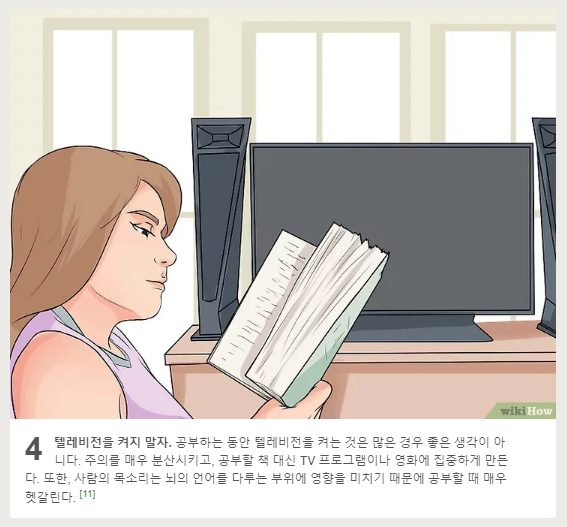 wikiHow
4 텔레비전을 켜지 말자. 공부하는 동안 텔레비전을 켜는 것은 많은 경우 좋은 생각이 아
니다. 주의를 매우 분산시키고, 공부할 책 대신 TV 프로그램이나 영화에 집중하게 만든
다. 또한, 사람의 목소리는 뇌의 언어를 다루는 부위에 영향을 미치기 때문에 공부할 때 매우
헷갈린다. [11]